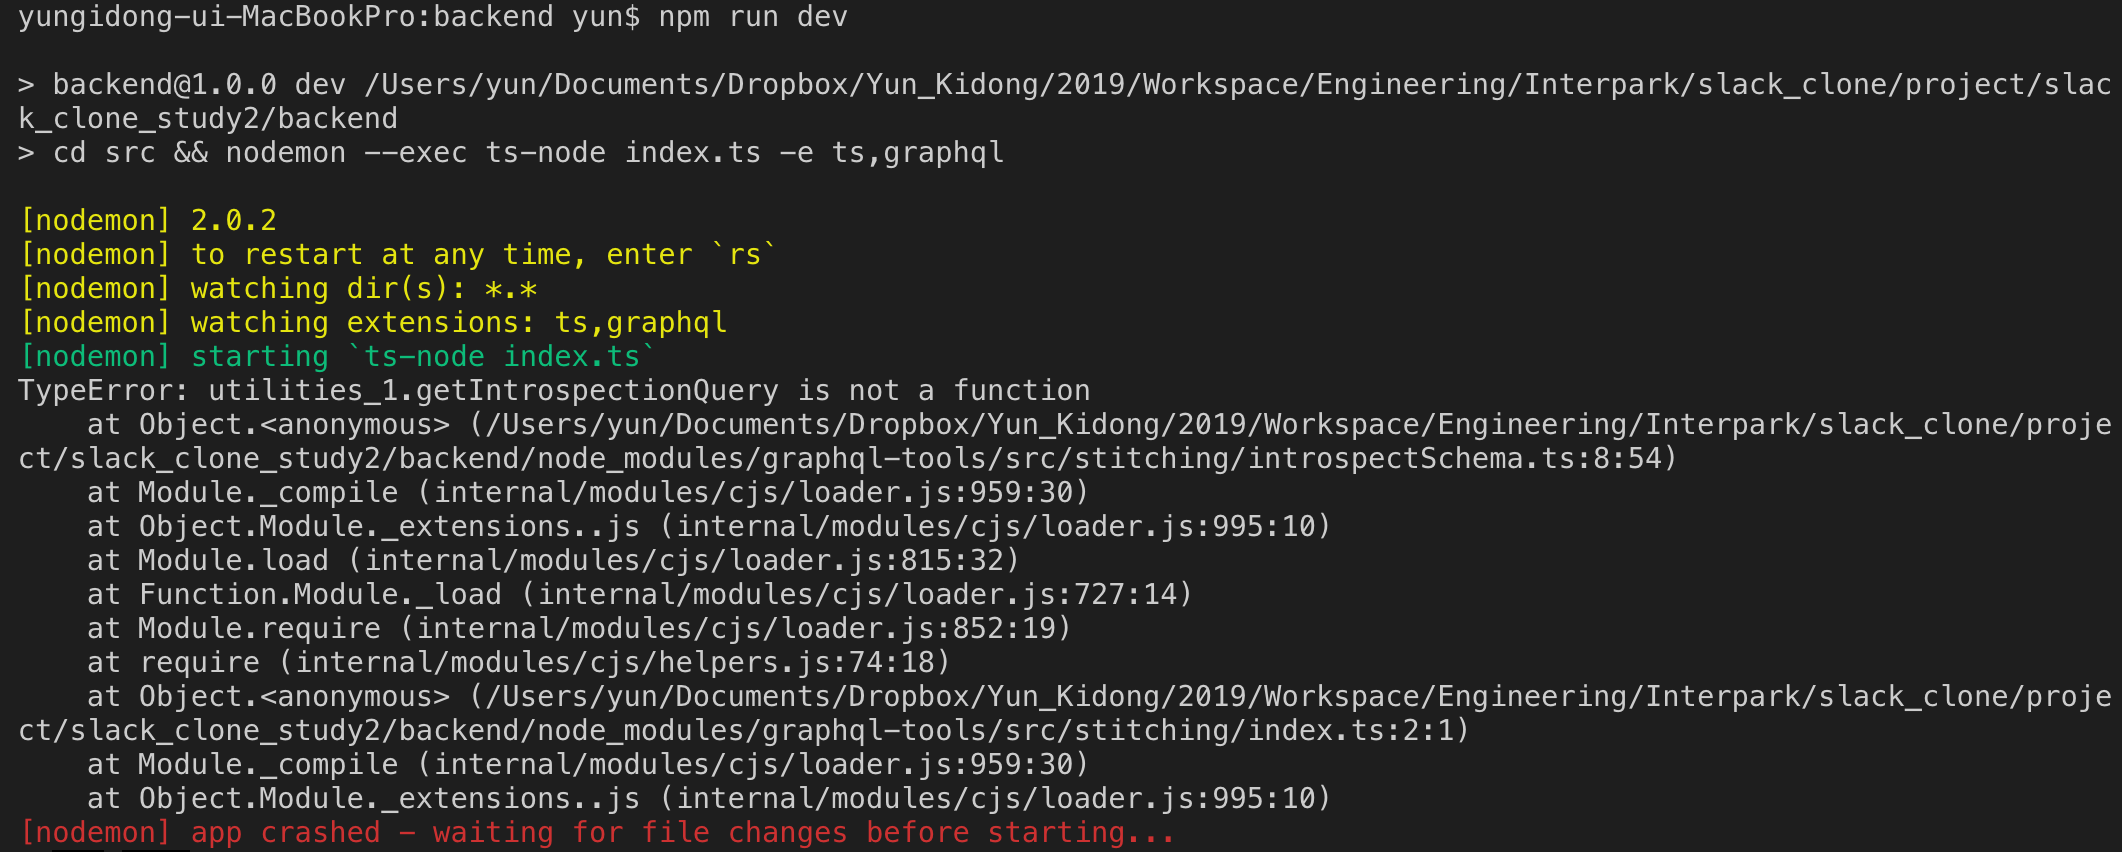 yungidong-ui-MacBookPro:backend yun$ npm run dev
> backend@1.0.0 dev /Users/yun/Documents/Dropbox/Yun_Kidong/2019/Workspace/Engineering/Interpark/slack_clone/project/slac
k_clone_study2/backend
> cd src && nodemon --exec ts-node index.ts -e ts,graphql
[nodemon] 2.0.2
[nodemon] to restart at any time, enter `rs`
[nodemon] watching dir(s): *.*
[nodemon] watching extensions: ts,graphql
[nodemon] starting `ts-node index.ts`
TypeError: utilities_1.getIntrospectionQuery is not a function
    at Object.<anonymous> (/Users/yun/Documents/Dropbox/Yun_Kidong/2019/Workspace/Engineering/Interpark/slack_clone/proje
ct/slack_clone_study2/backend/node_modules/graphql-tools/src/stitching/introspectSchema.ts:8:54)
    at Module._compile (internal/modules/cjs/loader.js:959:30)
    at Object.Module._extensions..js (internal/modules/cjs/loader.js:995:10)
    at Module.load (internal/modules/cjs/loader.js:815:32)
    at Function.Module._load (internal/modules/cjs/loader.js:727:14)
    at Module.require (internal/modules/cjs/loader.js:852:19)
    at require (internal/modules/cjs/helpers.js:74:18)
    at Object.<anonymous> (/Users/yun/Documents/Dropbox/Yun_Kidong/2019/Workspace/Engineering/Interpark/slack_clone/proje
ct/slack_clone_study2/backend/node_modules/graphql-tools/src/stitching/index.ts:2:1)
    at Module._compile (internal/modules/cjs/loader.js:959:30)
    at Object.Module._extensions..js (internal/modules/cjs/loader.js:995:10)
[nodemon] app crashed - waiting for file changes before starting...